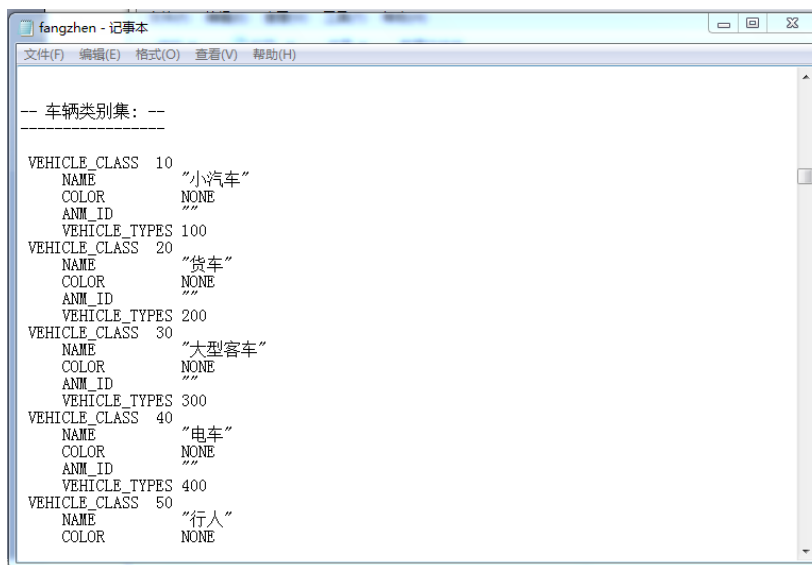 fangzhen - 记事本
文件(F) 编辑(E) 格式(O) 查看(V) 帮助(H)
-- 车辆类别集: --
-----------------
VEHICLE_CLASS 10
NAME "小汽车"
COLOR NONE
ANM_ID ""
VEHICLE_TYPES 100
VEHICLE_CLASS 20
NAME "货车"
COLOR NONE
ANM_ID ""
VEHICLE_TYPES 200
VEHICLE_CLASS 30
NAME "大型客车"
COLOR NONE
ANM_ID ""
VEHICLE_TYPES 300
VEHICLE_CLASS 40
NAME "电车"
COLOR NONE
ANM_ID ""
VEHICLE_TYPES 400
VEHICLE_CLASS 50
NAME "行人"
COLOR NONE